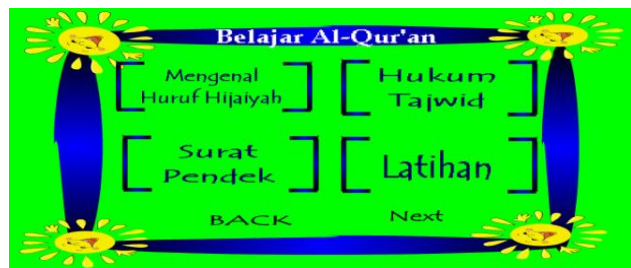 Belajar Al-Qur'an
Mengenal
Huruf Hijaiyah
Hukum
Tajwid
Surat
Pendek
Latihan
BACK
Next